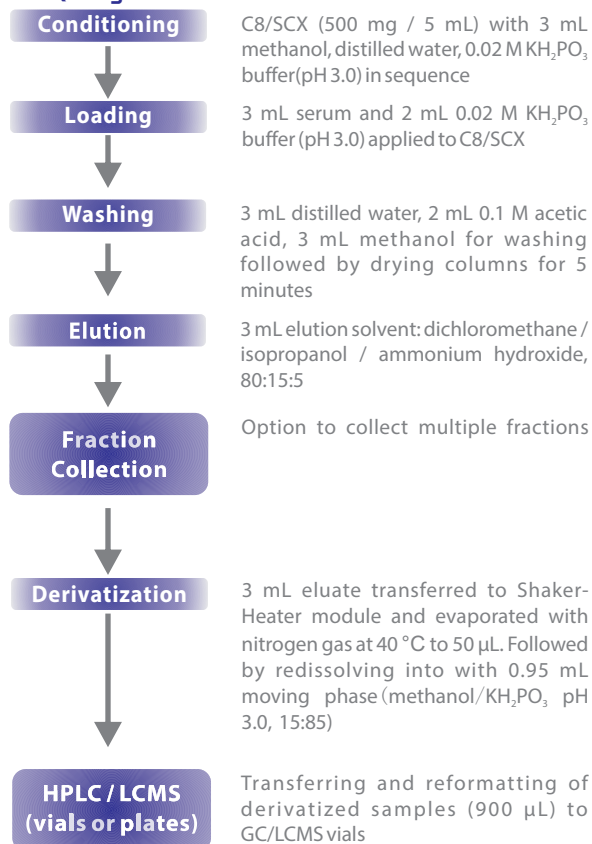 Conditioning
C8/SCX (500 mg / 5 mL) with 3 mL
methanol, distilled water, 0.02 M KH₂PO₃
buffer(pH 3.0) in sequence
Loading
3 mL serum and 2 mL 0.02 M KH₂PO₃
buffer (pH 3.0) applied to C8/SCX
Washing
3 mL distilled water, 2 mL 0.1 M acetic
acid, 3 mL methanol for washing
followed by drying columns for 5
minutes
Elution
3 mL elution solvent: dichloromethane /
isopropanol / ammonium hydroxide,
80:15:5
Fraction
Collection
Option to collect multiple fractions
Derivatization
3 mL eluate transferred to Shaker-
Heater module and evaporated with
nitrogen gas at 40 °C to 50 µL. Followed
by redissolving into with 0.95 mL
moving phase (methanol/KH₂PO₃ pH
3.0, 15:85)
HPLC / LCMS
(vials or plates)
Transferring and reformatting of
derivatized samples (900 µL) to
GC/LCMS vials